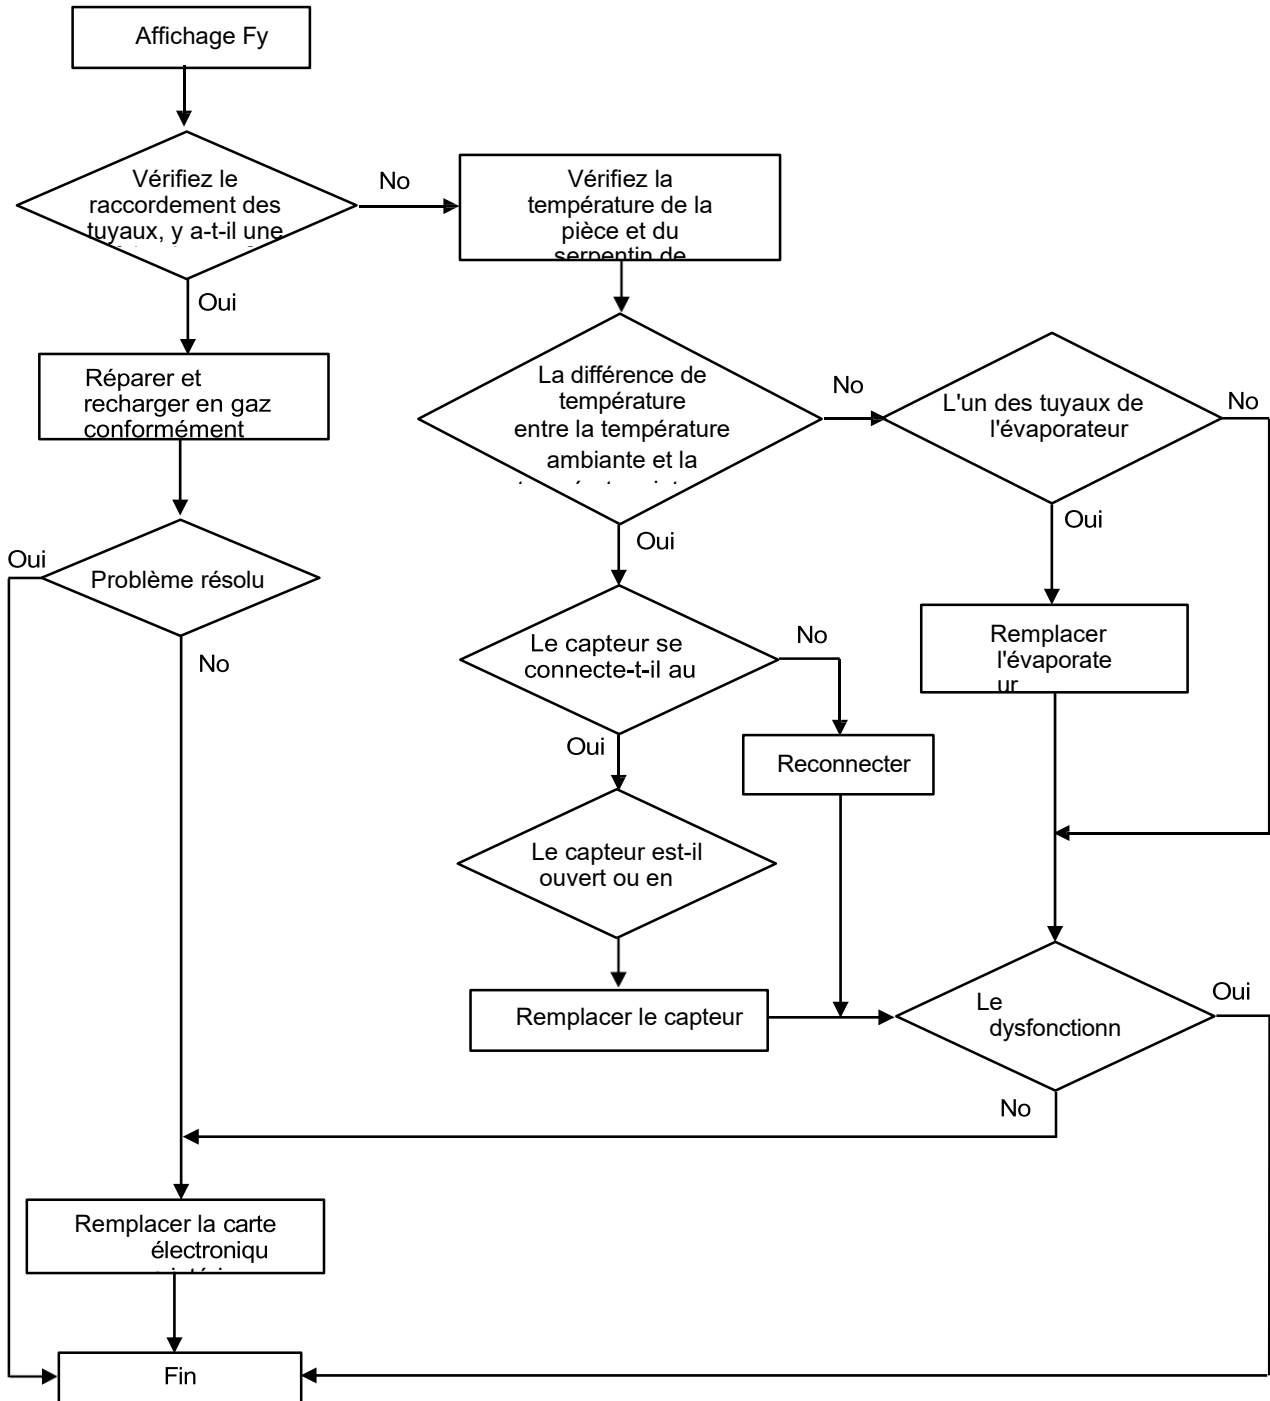 Affichage Fy
Vérifiez le
raccordement des
tuyaux, y a-t-il une
No
Vérifiez la
température de la
pièce et du
serpentin de
Oui
Réparer et
recharger en gaz
conformément
La différence de
température
entre la température
ambiante et la
No
L'un des tuyaux de
l'évaporateur
No
Oui
Oui
Oui
Problème résolu
No
Le capteur se
connecte-t-il au
No
Remplacer
l'évaporate
ur
Oui
Reconnecter
Le capteur est-il
ouvert ou en
Remplacer le capteur
Le
dysfonctionn
Oui
No
Remplacer la carte
électroniqu
Fin